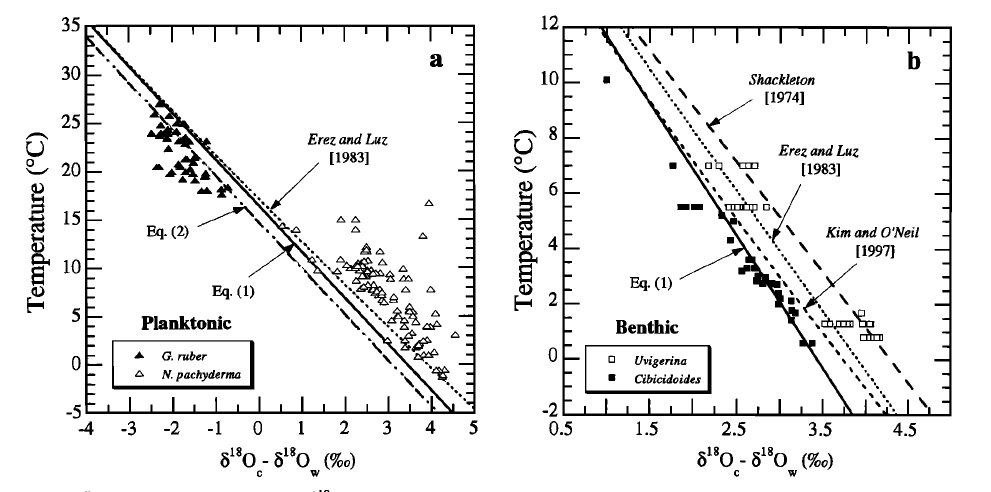 a
Temperature (°C)
35
30
25
20
15
10
5
0
-5
Erez and Luz
[1983]
Eq. (2)
Eq. (1)
Planktonic
G. ruber
N. pachyderma
-4 -3 -2 -1 0 1 2 3 4 5
δ18Oc - δ18Ow (‰)
b
Temperature (°C)
12
10
8
6
4
2
0
-2
Shackleton
[1974]
Erez and Luz
[1983]
Kim and O'Neil
[1997]
Eq. (1)
Benthic
Uvigerina
Cibicidoides
0.5 1.5 2.5 3.5 4.5
δ18Oc - δ18Ow (‰)